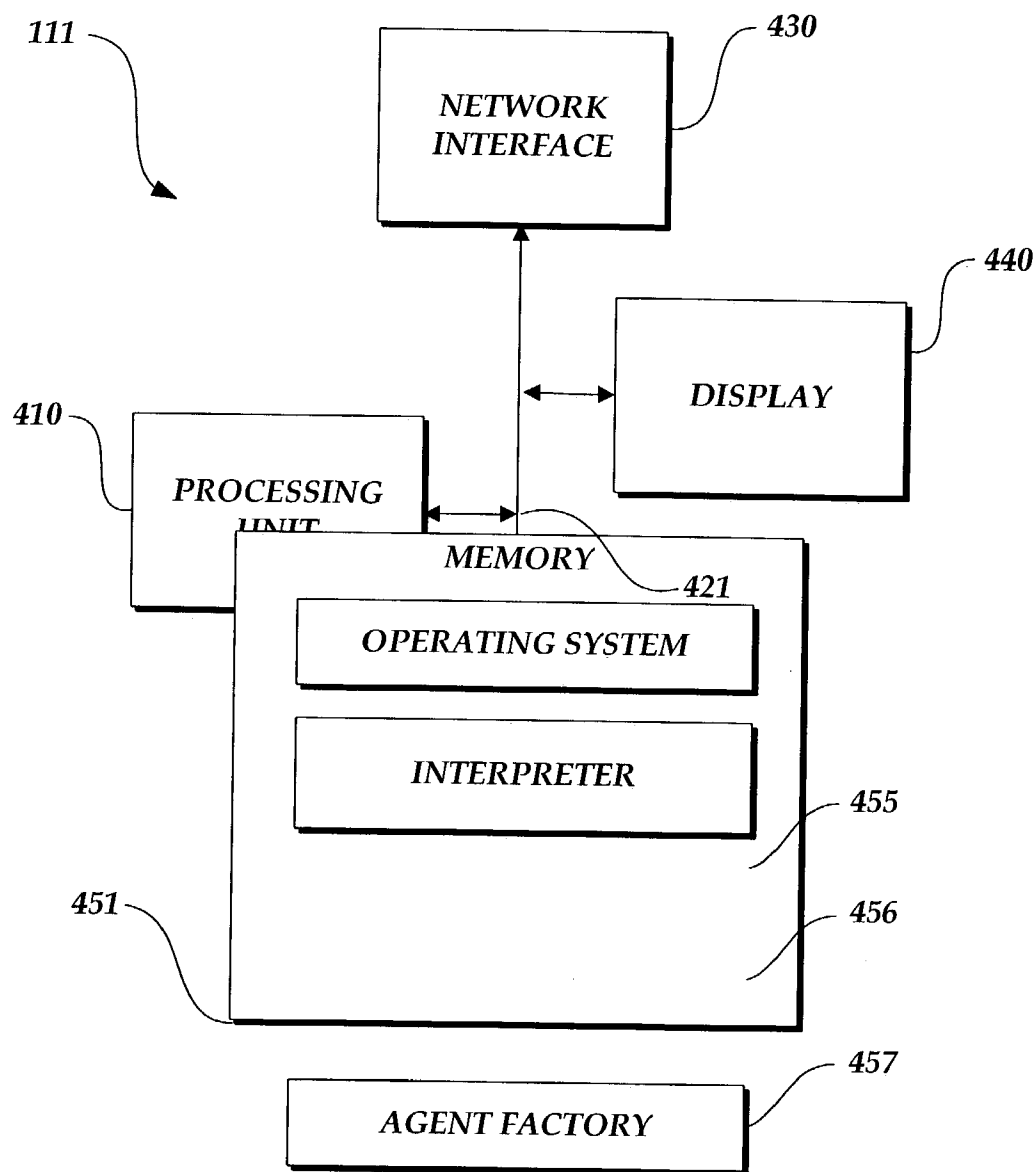 111
430
NETWORK
INTERFACE
440
DISPLAY
410
PROCESSING
UNIT
MEMORY
421
OPERATING SYSTEM
INTERPRETER
455
451
456
457
AGENT FACTORY